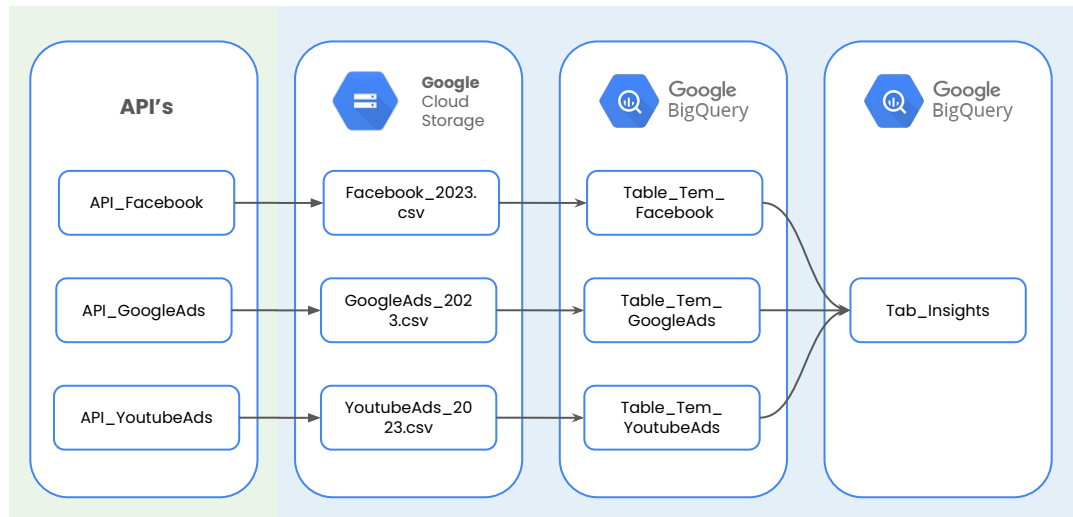 API's
Google
Cloud
Storage
Google
BigQuery
Google
BigQuery
API_Facebook
Facebook_2023.
csv
Table_Tem_
Facebook
API_GoogleAds
GoogleAds_202
3.csv
Table_Tem_
GoogleAds
Tab_Insights
API_YoutubeAds
YoutubeAds_20
23.csv
Table_Tem_
YoutubeAds